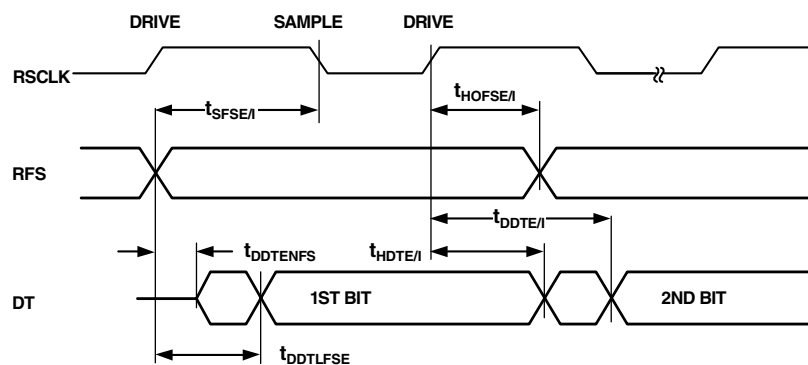 DRIVE SAMPLE DRIVE
RSCLK
tSFSE/I
tHOFSE/I
RFS
tDDTE/I
tDDTENFS
tHDTE/I
DT
1ST BIT
2ND BIT
tDDTLFSE